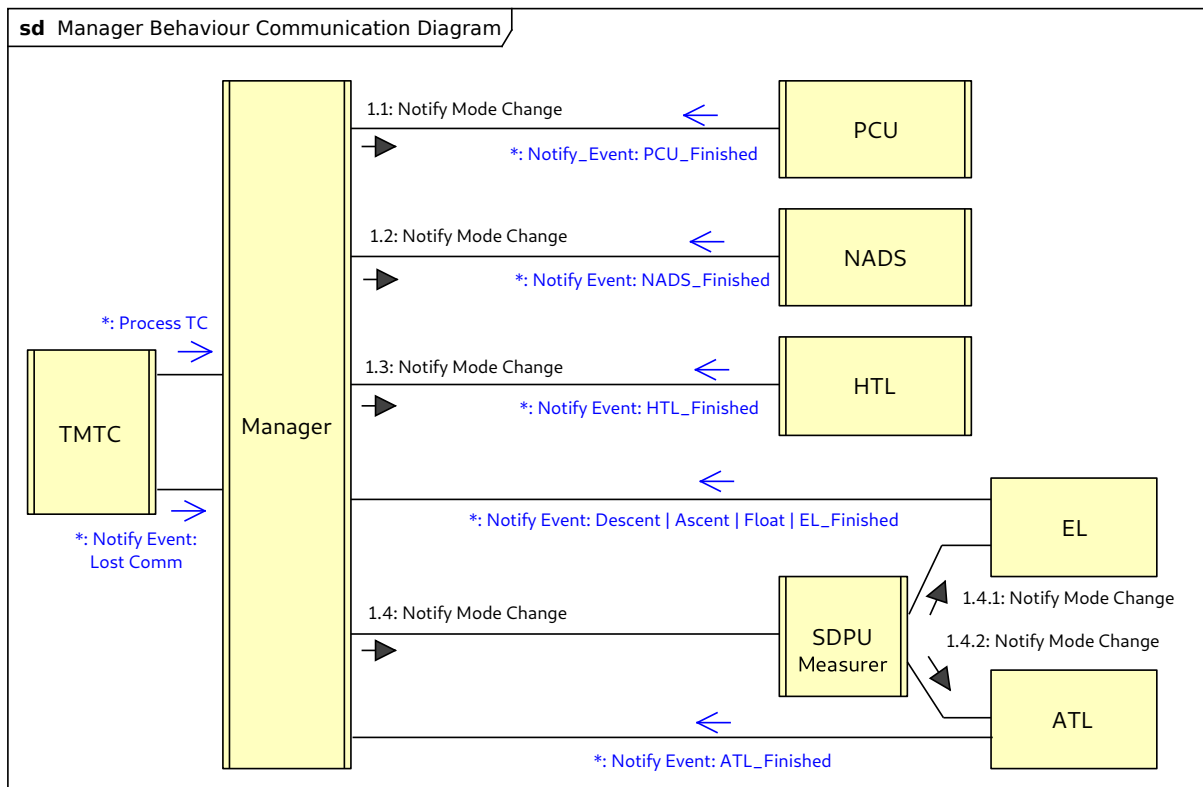 sd Manager Behaviour Communication Diagram
1.1: Notify Mode Change
PCU
*: Notify_Event: PCU_Finished
1.2: Notify Mode Change
NADS
*: Notify Event: NADS_Finished
*: Process TC
1.3: Notify Mode Change
HTL
*: Notify Event: HTL_Finished
TMTC
Manager
*: Notify Event: Descent | Ascent | Float | EL_Finished
EL
*: Notify Event:
Lost Comm
1.4: Notify Mode Change
1.4.1: Notify Mode Change
SDPU
Measurer
1.4.2: Notify Mode Change
ATL
*: Notify Event: ATL_Finished